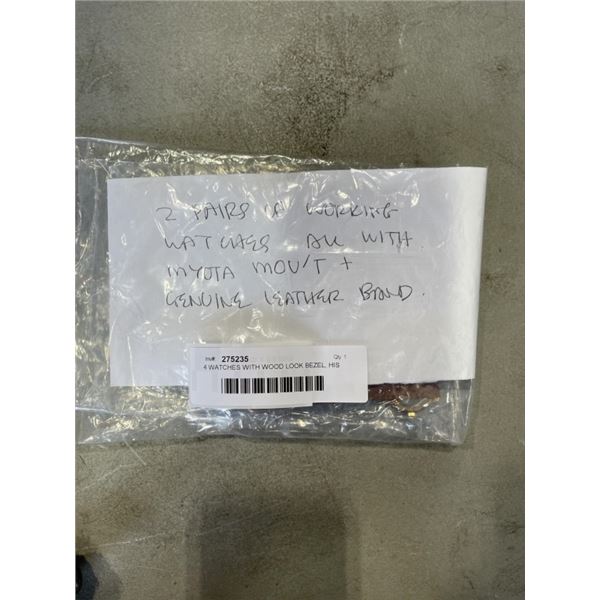 2 PAIRS OF WORKING
WATCHES ALL WITH
MYOTA MOV'T +
GENUINE LEATHER BAND.
Inv#: 275235 Qty 1
4 WATCHES WITH WOOD LOOK BEZEL, HIS